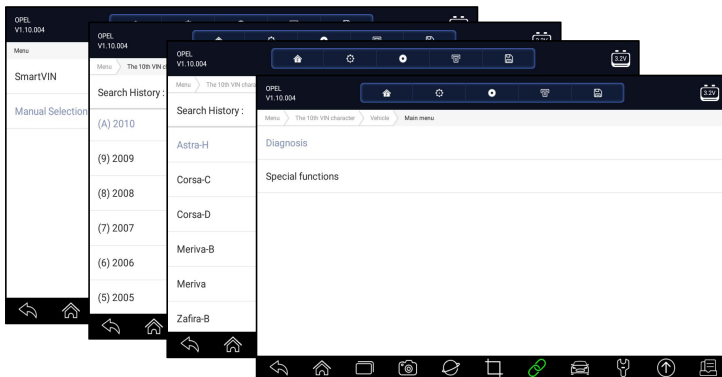 OPEL
V1.10.004
Menu
SmartVIN
Manual Selection
OPEL
V1.10.004
Menu
The 10th VIN c
Search History :
(A) 2010
(9) 2009
(8) 2008
(7) 2007
(6) 2006
(5) 2005
OPEL
V1.10.004
3.2V
Menu
The 10th VIN chara
Search History :
Astra-H
Corsa-C
Corsa-D
Meriva-B
Meriva
Zafira-B
OPEL
V1.10.004
3.2V
Menu The 10th VIN character Vehicle Main menu
Diagnosis
Special functions